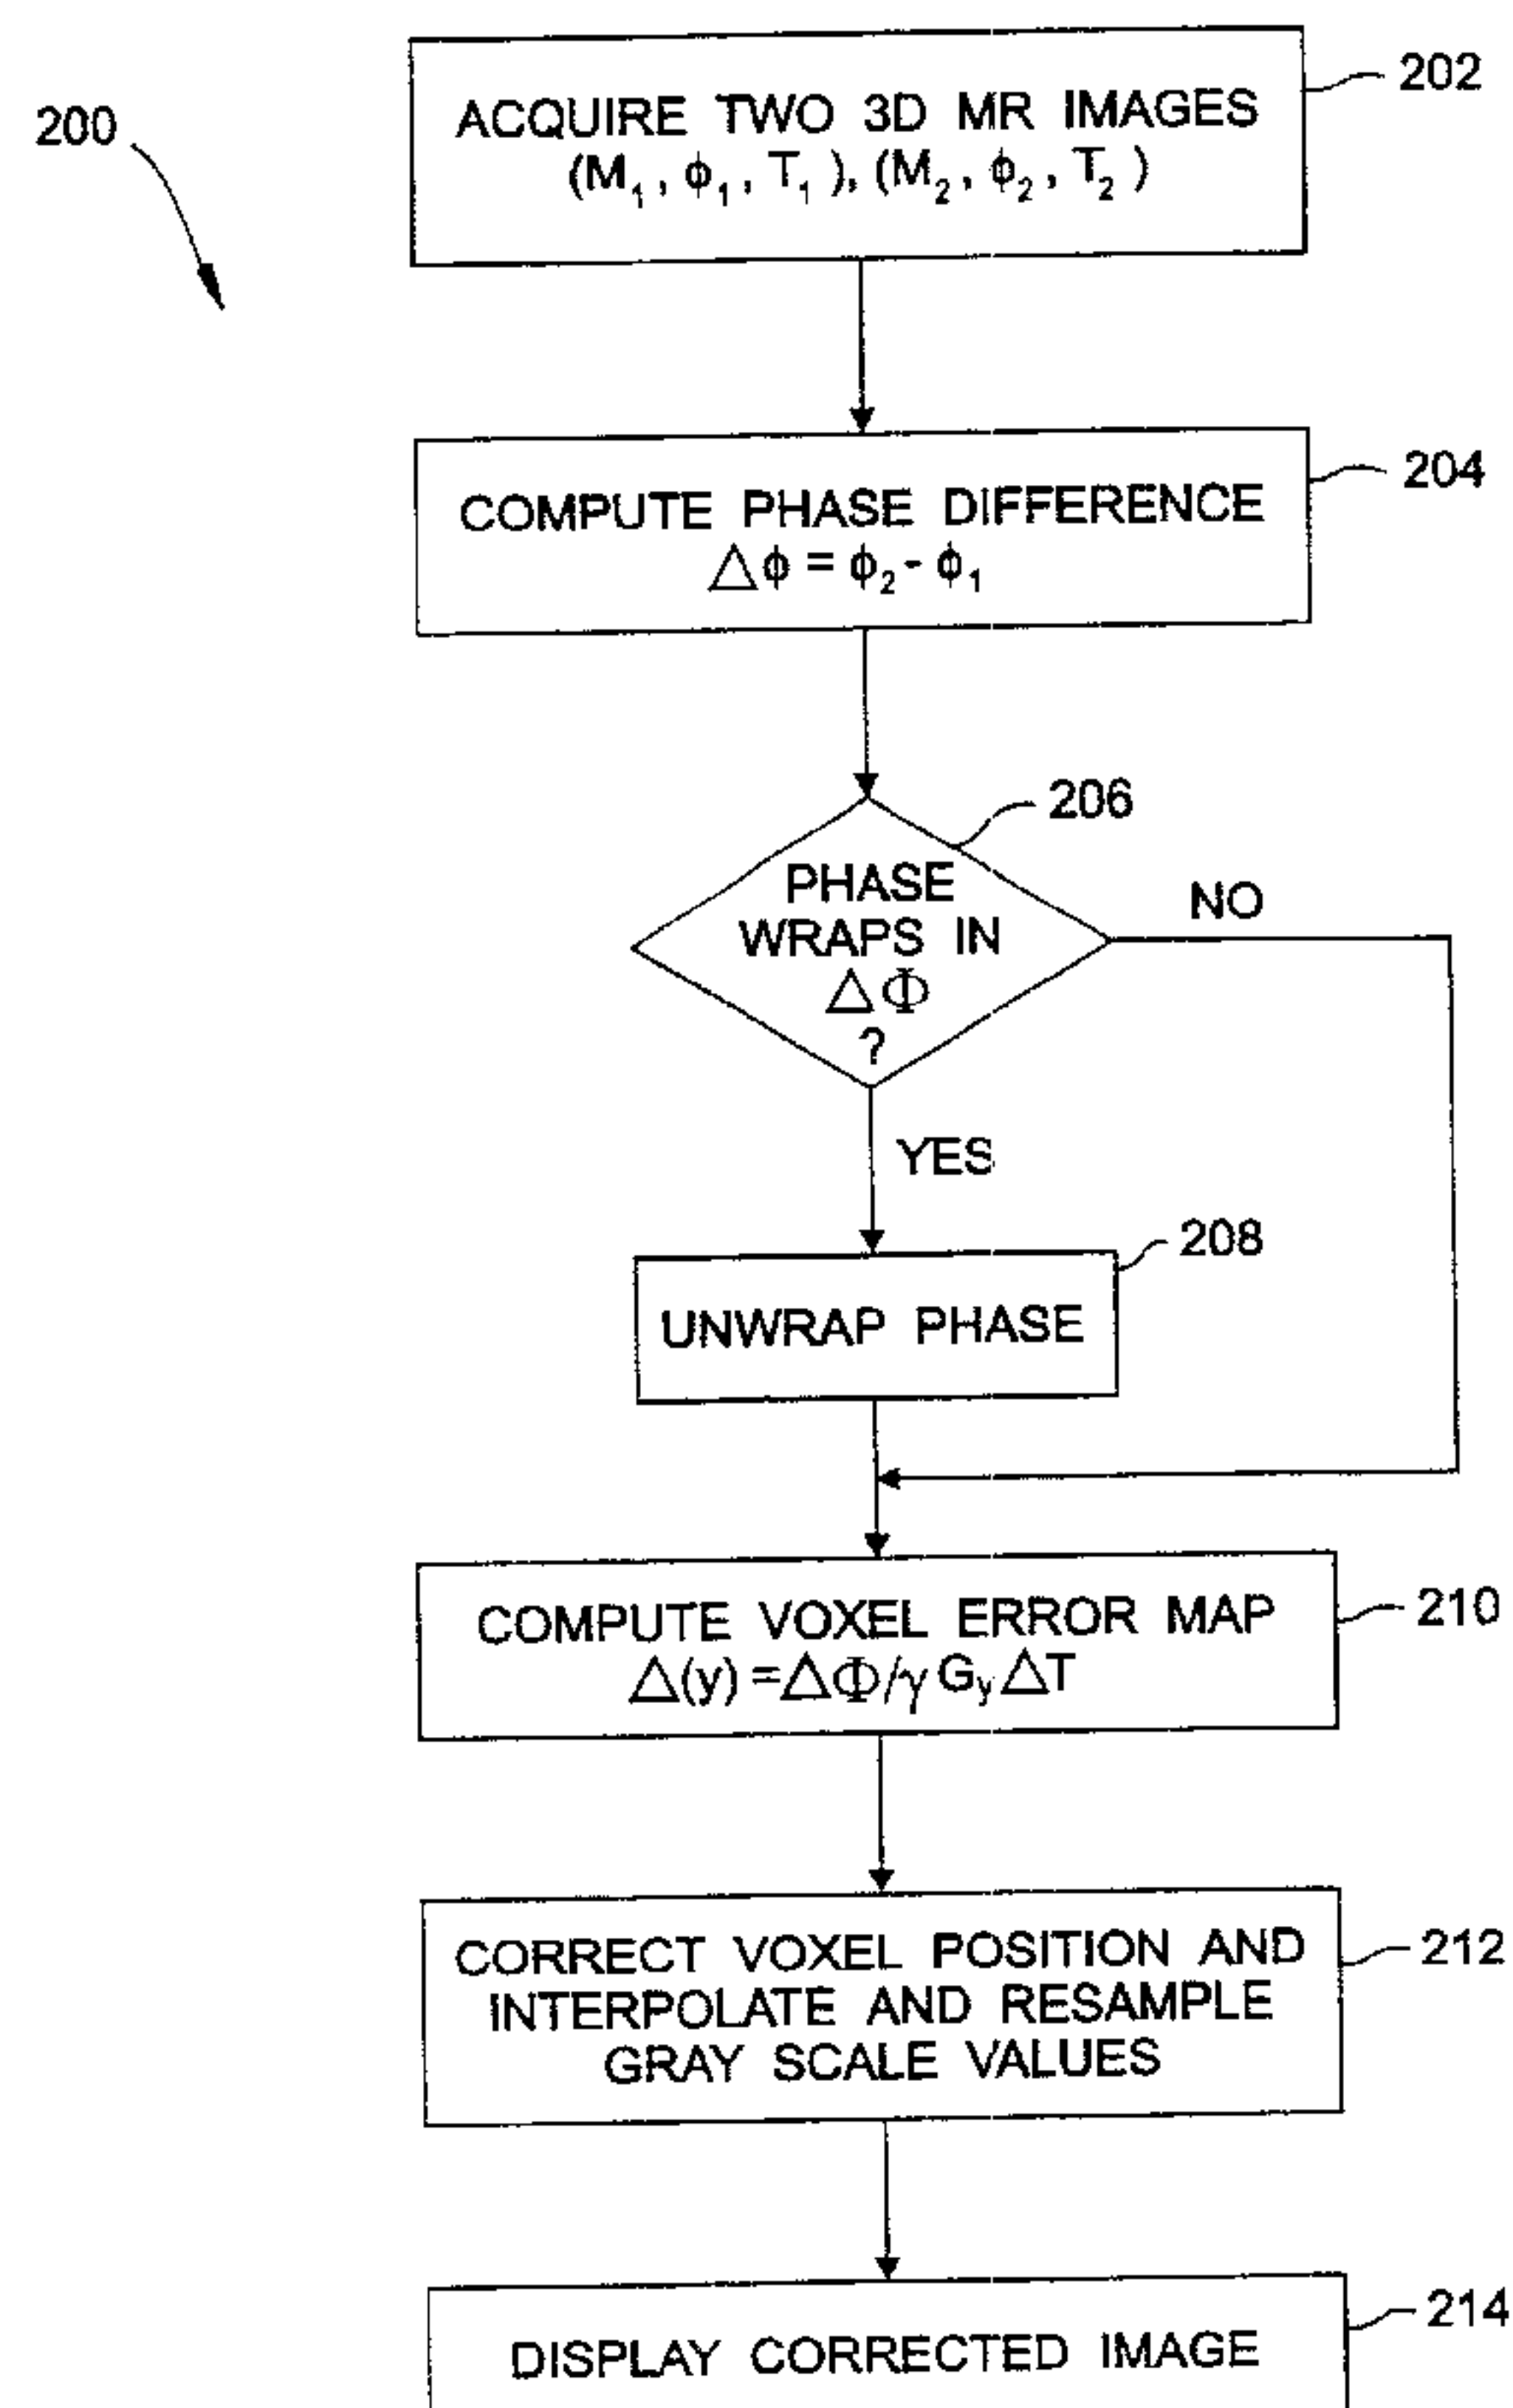 200
202
ACQUIRE TWO 3D MR IMAGES
(M₁, ϕ₁, T₁), (M₂, ϕ₂, T₂)
204
COMPUTE PHASE DIFFERENCE
△ϕ = ϕ₂ - ϕ₁
206
PHASE
WRAPS IN
△Φ
?
NO
YES
208
UNWRAP PHASE
210
COMPUTE VOXEL ERROR MAP
△(y) = △Φ/γ Gy △T
212
CORRECT VOXEL POSITION AND
INTERPOLATE AND RESAMPLE
GRAY SCALE VALUES
214
DISPLAY CORRECTED IMAGE